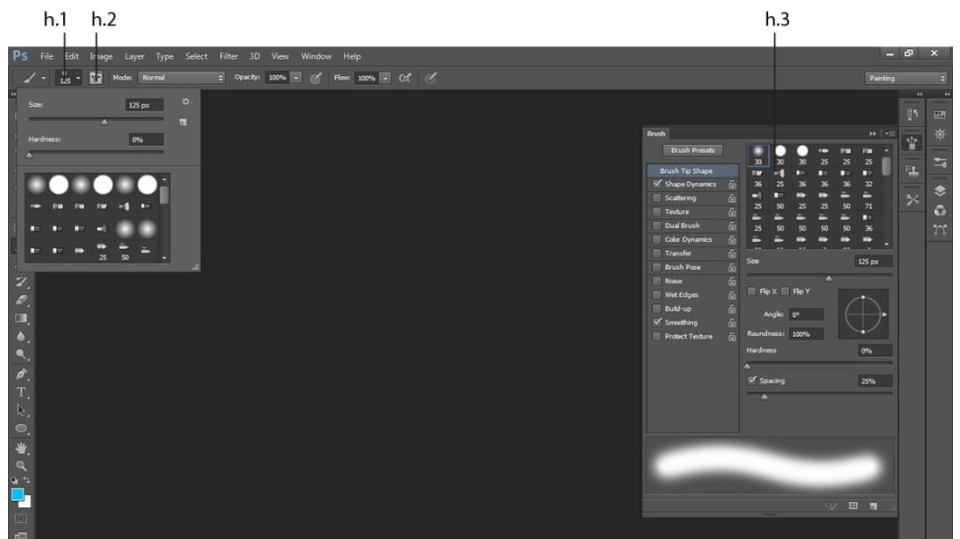 h.1 h.2 h.3
Ps File Edit Image Layer Type Select Filter 3D View Window Help
125 Mode: Normal Opacity: 100% Flow: 100% Painting
Size: 125 px
Hardness: 0%
25 50
Brush
Brush Presets
Brush Tip Shape
Shape Dynamics
Scattering
Texture
Dual Brush
Color Dynamics
Transfer
Brush Pose
Noise
Wet Edges
Build-up
Smoothing
Protect Texture
30 30 30 25 25 25
36 25 36 36 36 32
25 50 25 25 50 71
25 50 50 50 50 36
Size 125 px
Flip X Flip Y
Angle: 0°
Roundness: 100%
Hardness 0%
Spacing 25%
T